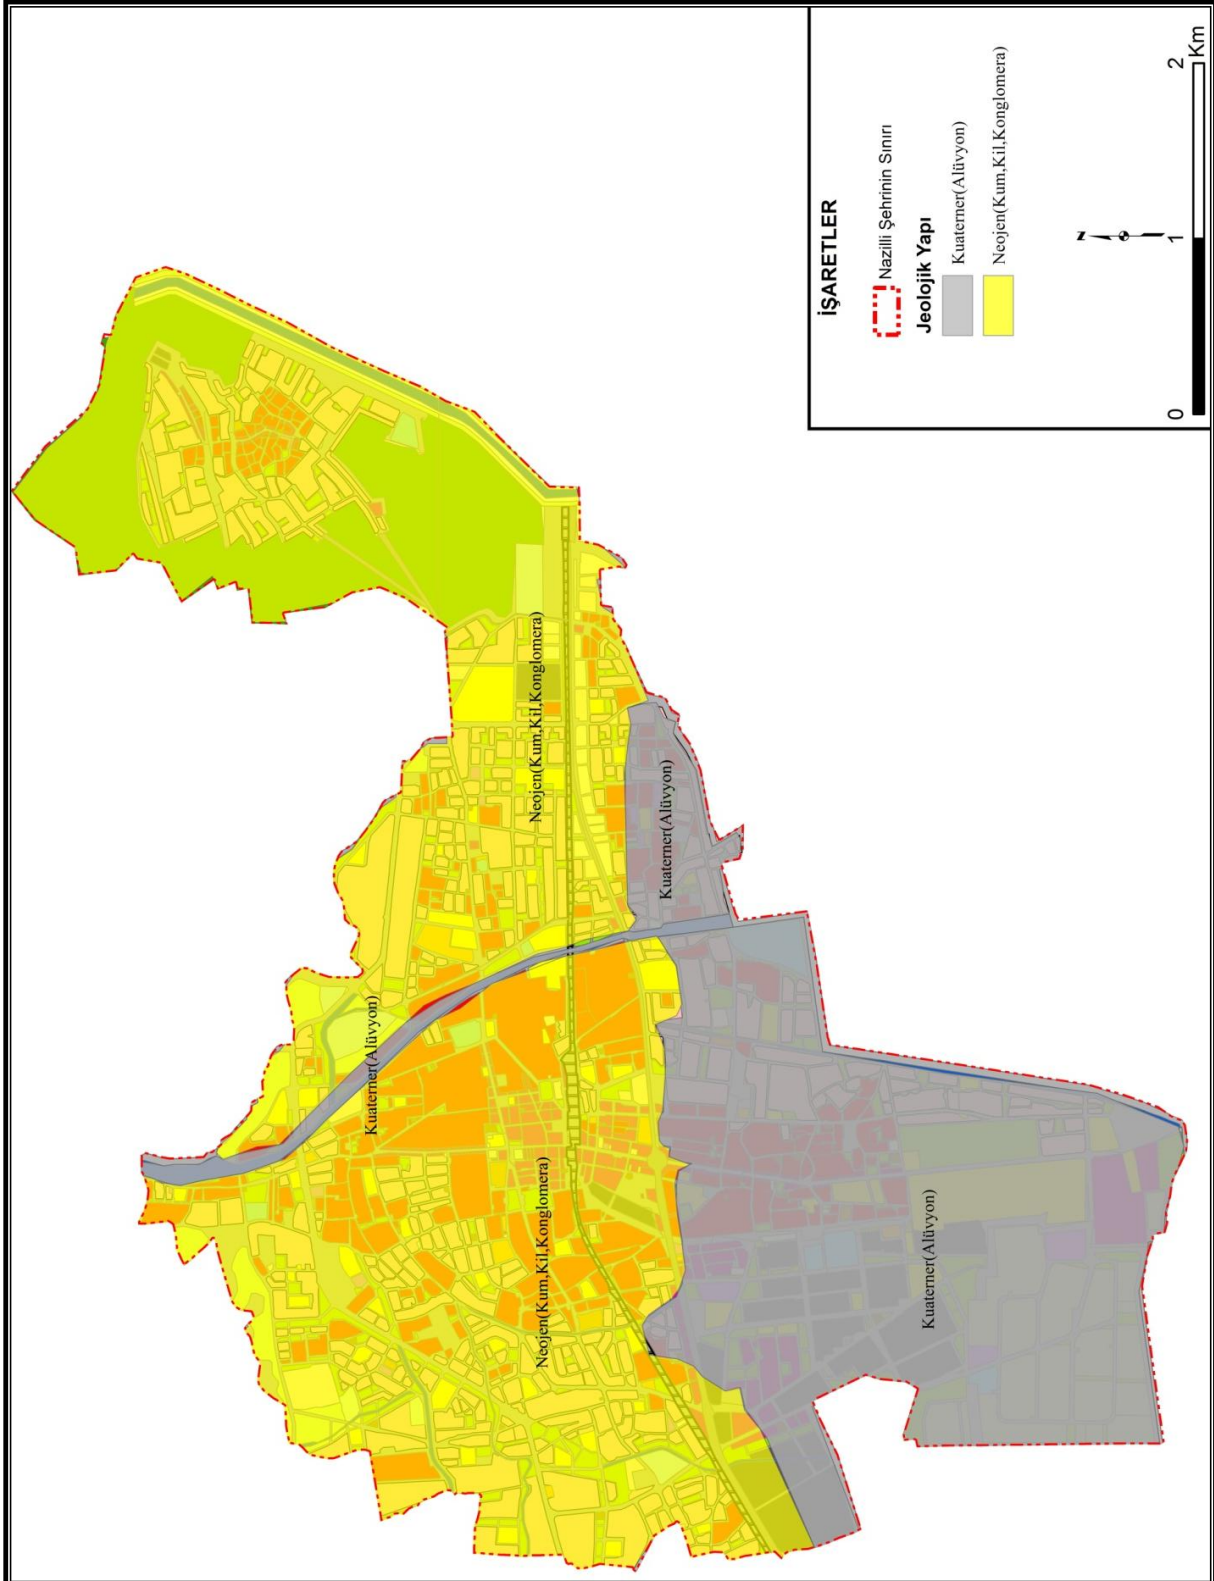 Neojen(Kum,Kil,Konglomera)
Neojen(Kum,Kil,Konglomera)
Kuaterner(Alüvyon)
Kuaterner(Alüvyon)
Kuaterner(Alüvyon)
İŞARETLER
Nazilli Şehrinin Sınırı
Jeolojik Yapı
Kuaterner(Alüvyon)
Neojen(Kum,Kil,Konglomera)
N
0 1 2
Km